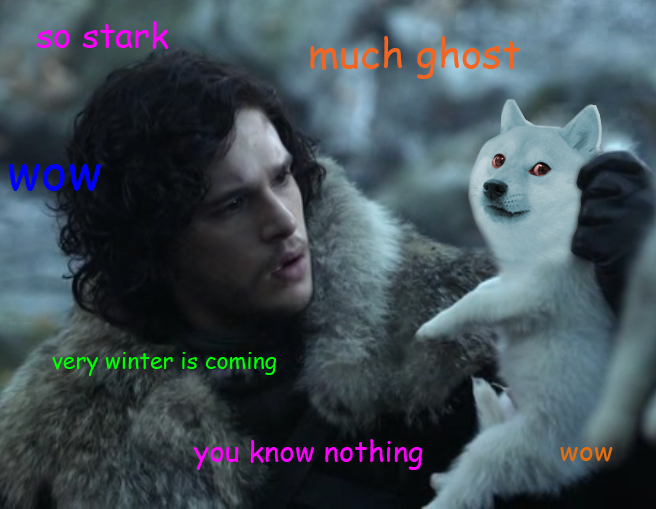 so stark
much ghost
wow
very winter is coming
you know nothing
wow